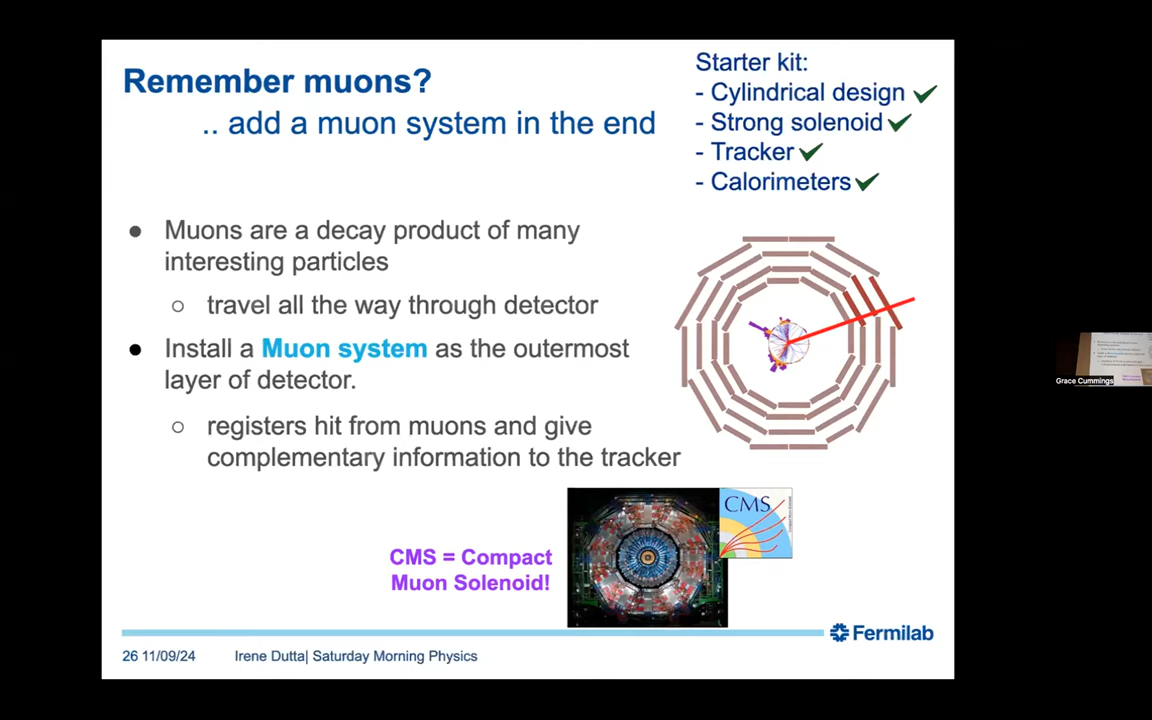 Remember muons?
.. add a muon system in the end
Starter kit:
- Cylindrical design ✓
- Strong solenoid ✓
- Tracker ✓
- Calorimeters ✓
● Muons are a decay product of many
interesting particles
○ travel all the way through detector
● Install a Muon system as the outermost
layer of detector.
○ registers hit from muons and give
complementary information to the tracker
CMS = Compact
Muon Solenoid!
CMS
Fermilab
26 11/09/24 Irene Dutta| Saturday Morning Physics
Grace Cummings